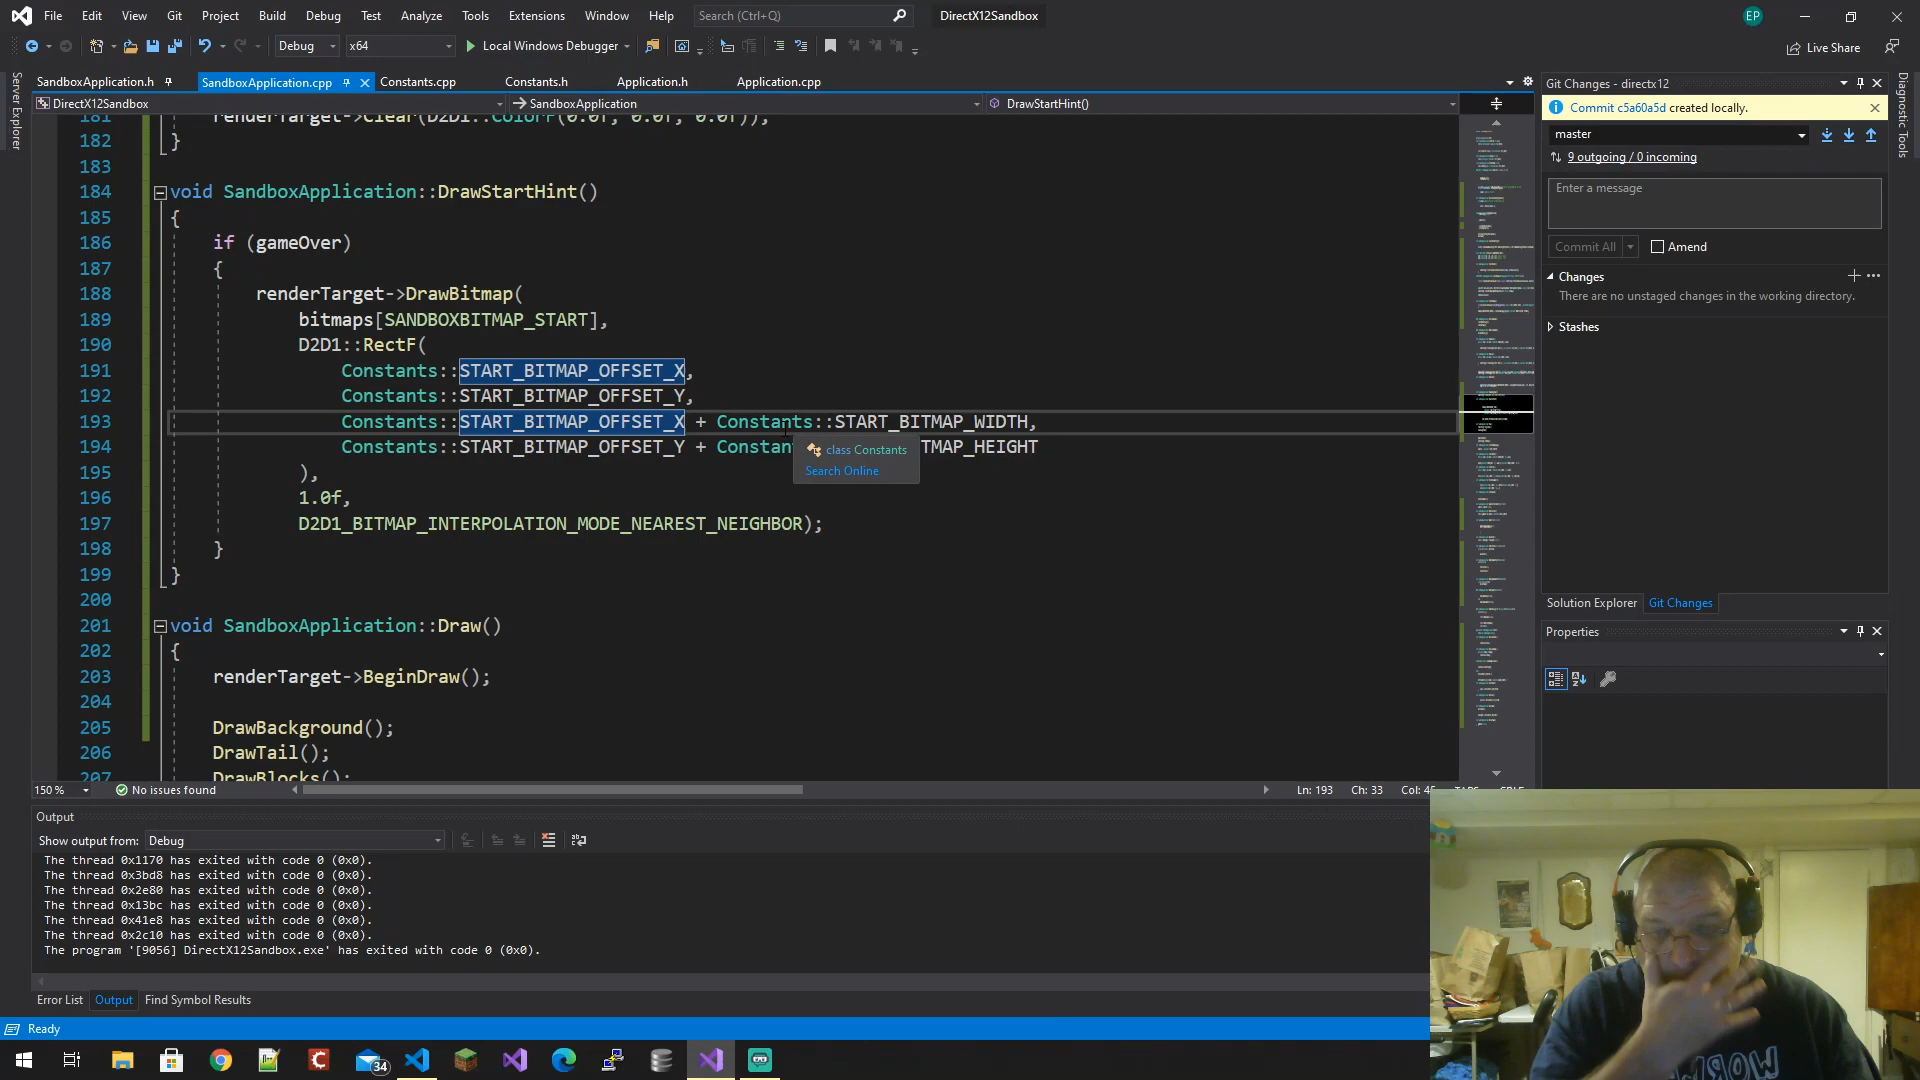 File Edit View Git Project Build Debug Test Analyze Tools Extensions Window Help Search (Ctrl+Q) DirectX12Sandbox EP
Debug x64 Local Windows Debugger Live Share
SandboxApplication.h SandboxApplication.cpp Constants.cpp Constants.h Application.h Application.cpp
DirectX12Sandbox SandboxApplication DrawStartHint()
Server Explorer
Diagnostic Tools
181 renderTarget->Clear(D2D1::ColorF(0.0f, 0.0f, 0.0f));
182 }
183
184 void SandboxApplication::DrawStartHint()
185 {
186 if (gameOver)
187 {
188 renderTarget->DrawBitmap(
189 bitmaps[SANDBOXBITMAP_START],
190 D2D1::RectF(
191 Constants::START_BITMAP_OFFSET_X,
192 Constants::START_BITMAP_OFFSET_Y,
193 Constants::START_BITMAP_OFFSET_X + Constants::START_BITMAP_WIDTH,
194 Constants::START_BITMAP_OFFSET_Y + Constan TMAP_HEIGHT
class Constants
Search Online
195 ),
196 1.0f,
197 D2D1_BITMAP_INTERPOLATION_MODE_NEAREST_NEIGHBOR);
198 }
199 }
200
201 void SandboxApplication::Draw()
202 {
203 renderTarget->BeginDraw();
204
205 DrawBackground();
206 DrawTail();
207 DrawBlocks();
150 % No issues found Ln: 193 Ch: 33 Col: 45
Output
Show output from: Debug
The thread 0x1170 has exited with code 0 (0x0).
The thread 0x3bd8 has exited with code 0 (0x0).
The thread 0x2e80 has exited with code 0 (0x0).
The thread 0x13bc has exited with code 0 (0x0).
The thread 0x41e8 has exited with code 0 (0x0).
The thread 0x2c10 has exited with code 0 (0x0).
The program '[9056] DirectX12Sandbox.exe' has exited with code 0 (0x0).
Error List Output Find Symbol Results
Ready
Git Changes - directx12
Commit c5a60a5d created locally.
master
9 outgoing / 0 incoming
Enter a message
Commit All Amend
Changes
There are no unstaged changes in the working directory.
Stashes
Solution Explorer Git Changes
Properties
34